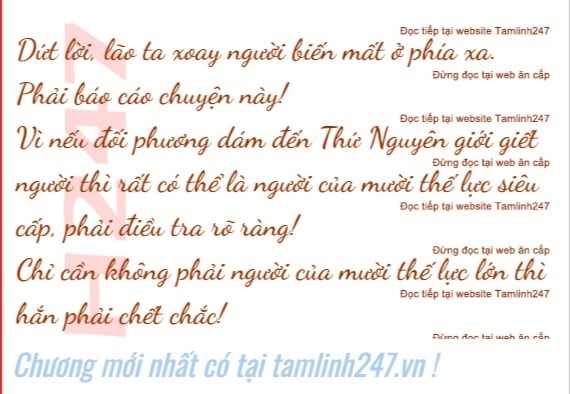 Đọc tiếp tại website Tamlinh247
Dứt lời, lão ta xoay người biến mất ở phía xa.
Đừng đọc tại web ăn cắp
Phải báo cáo chuyện này!
Đọc tiếp tại website Tamlinh247
Vì nếu đối phương dám đến Thứ Nguyên giới giết
Đừng đọc tại web ăn cắp
người thì rất có thể là người của mười thế lực siêu
Đọc tiếp tại website Tamlinh247
cấp, phải điều tra rõ ràng!
Đừng đọc tại web ăn cắp
Chỉ cần không phải người của mười thế lực lớn thì
Đọc tiếp tại website Tamlinh247
hắn phải chết chắc!
Đừng đọc tại web ăn cắp
H247
Chương mới nhất có tại tamlinh247.vn !